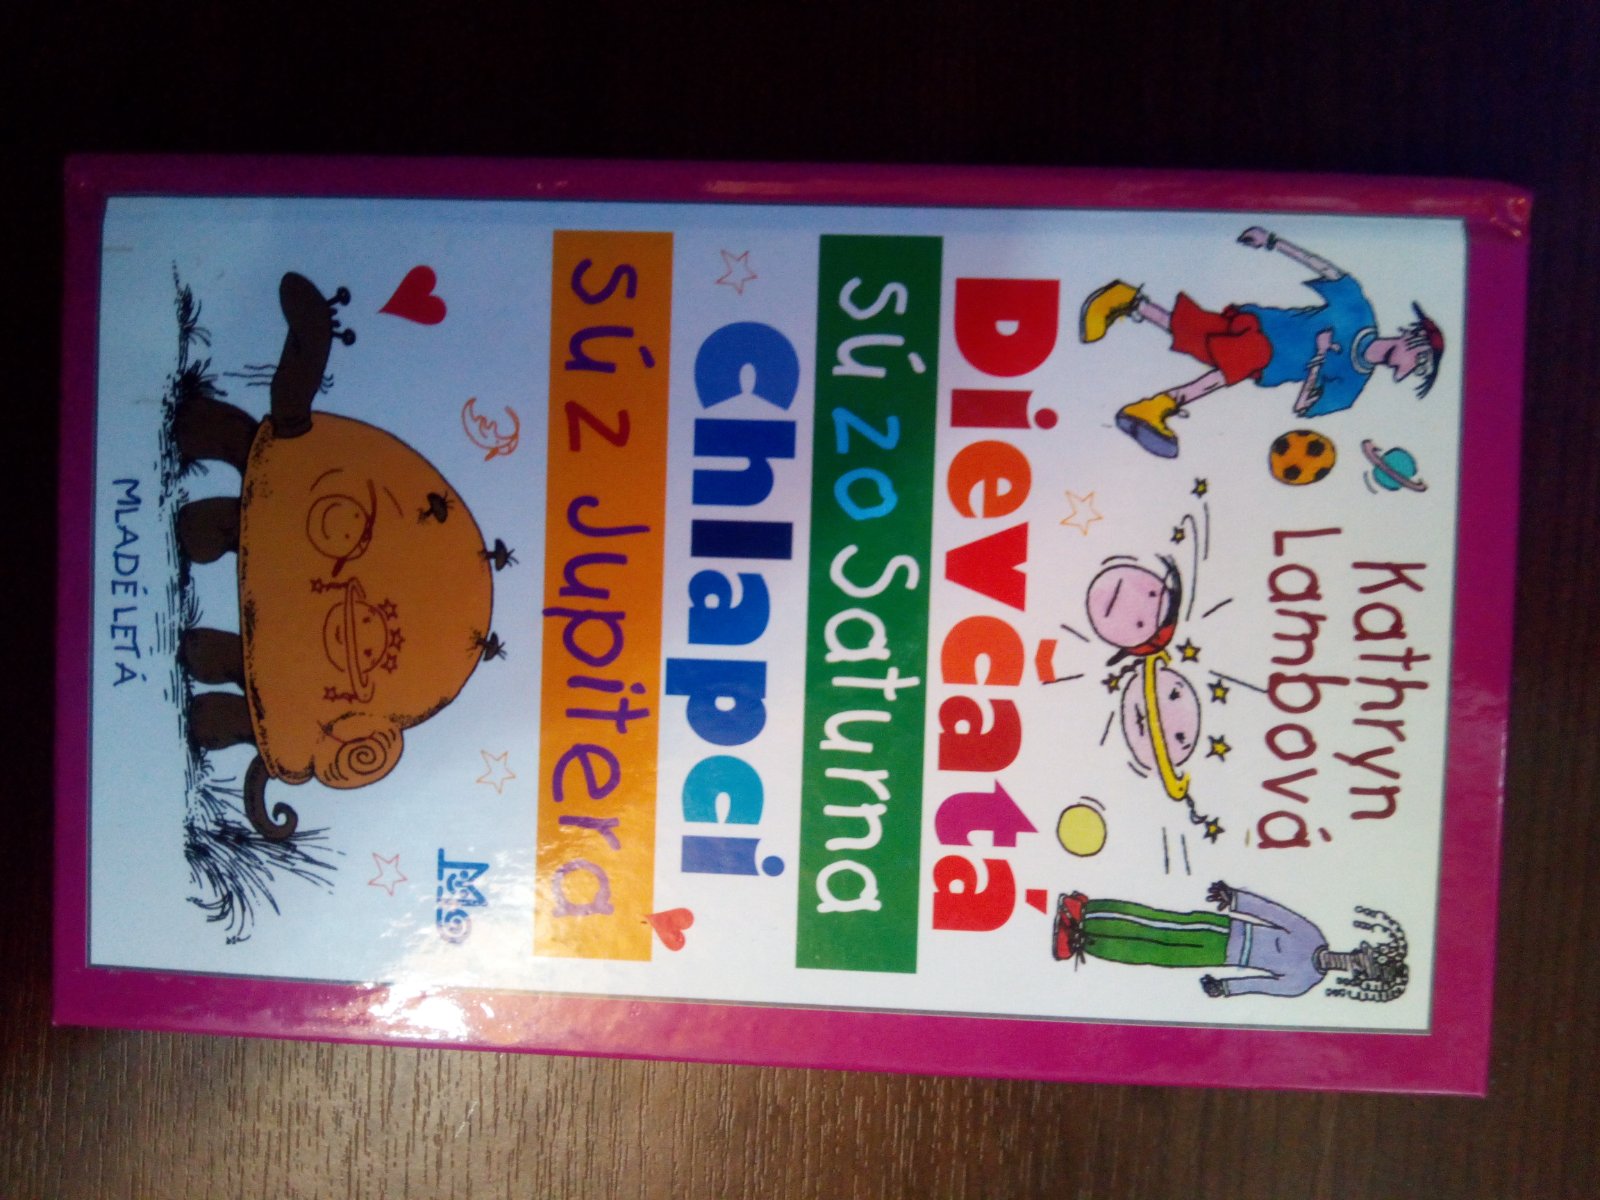 Kathryn
Lambová
Dievčatá
sú zo Saturna
chlapci
sú z Jupitera
MLADÉ LETÁ